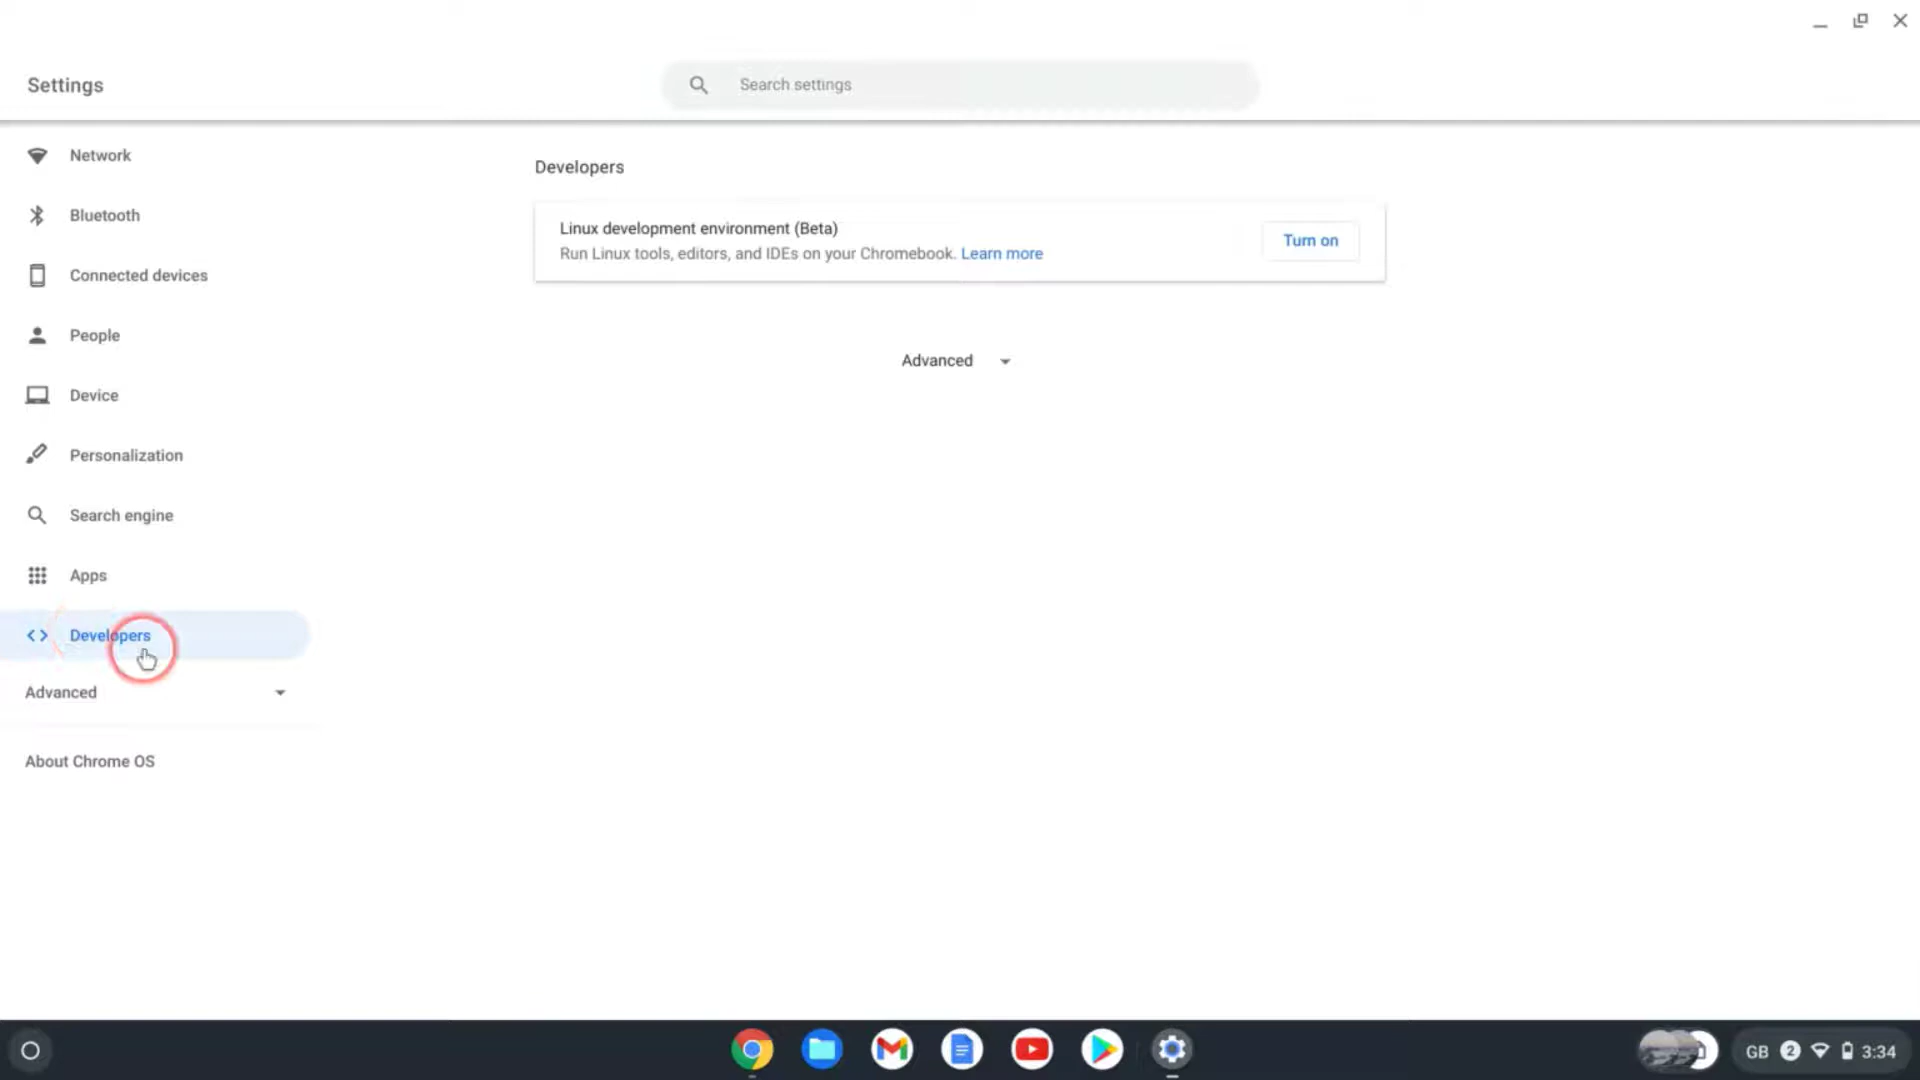 Settings
Search settings
Network
Bluetooth
Connected devices
People
Device
Personalization
Search engine
Apps
Developers
Advanced
About Chrome OS
Developers
Linux development environment (Beta)
Run Linux tools, editors, and IDEs on your Chromebook. Learn more
Turn on
Advanced
GB 2 3:34